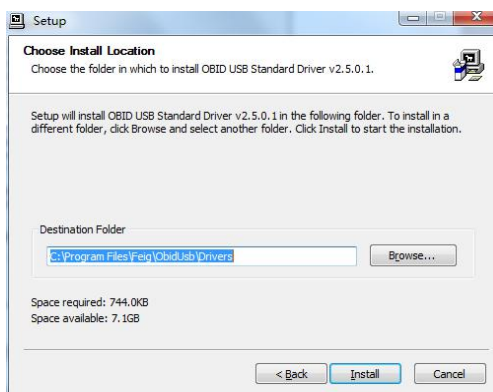 Setup
Choose Install Location
Choose the folder in which to install OBID USB Standard Driver v2.5.0.1.
Setup will install OBID USB Standard Driver v2.5.0.1 in the following folder. To install in a
different folder, click Browse and select another folder. Click Install to start the installation.
Destination Folder
C:\Program Files\Feig\ObidUsb\Drivers
Browse...
Space required: 744.0KB
Space available: 7.1GB
< Back
Install
Cancel